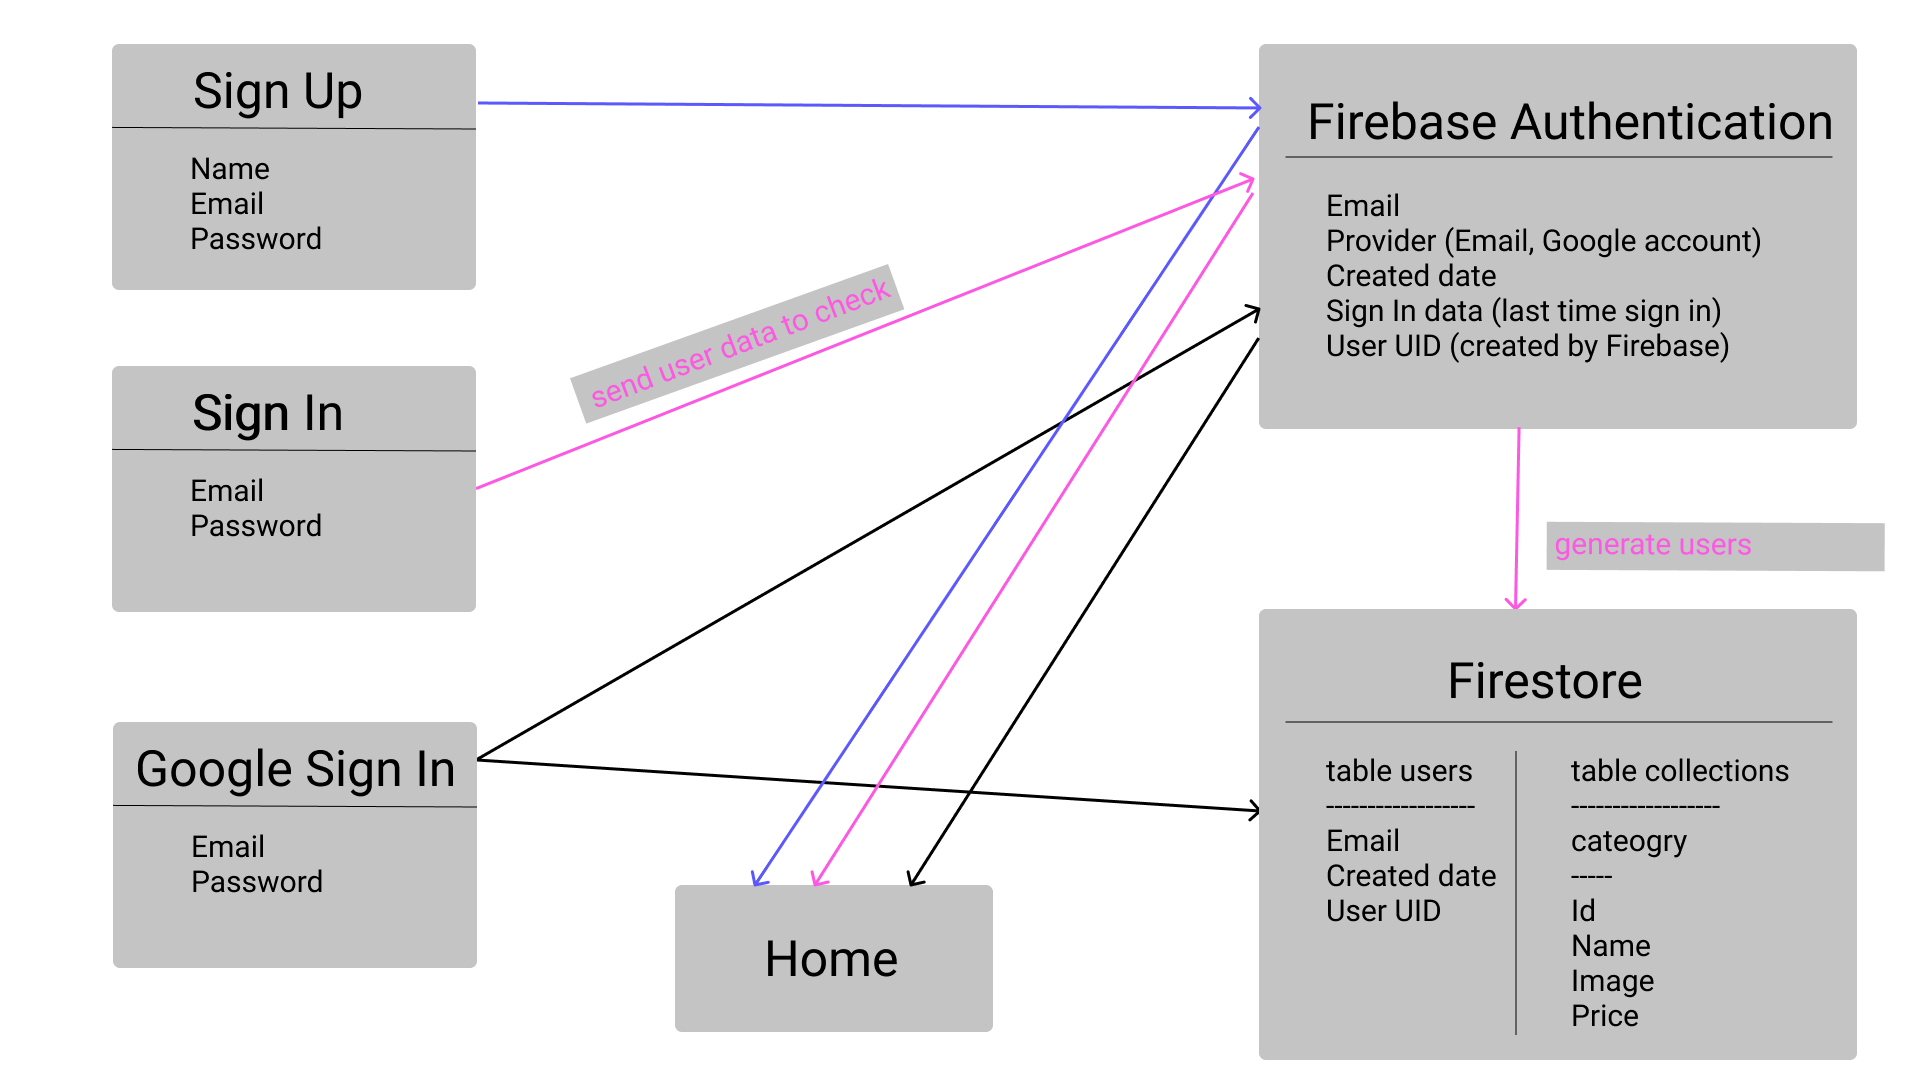 Sign Up
Name
Email
Password
Sign In
Email
Password
Google Sign In
Email
Password
send user data to check
Home
Firebase Authentication
Email
Provider (Email, Google account)
Created date
Sign In data (last time sign in)
User UID (created by Firebase)
generate users
Firestore
table users
------------------
Email
Created date
User UID
table collections
------------------
cateogry
-----
Id
Name
Image
Price